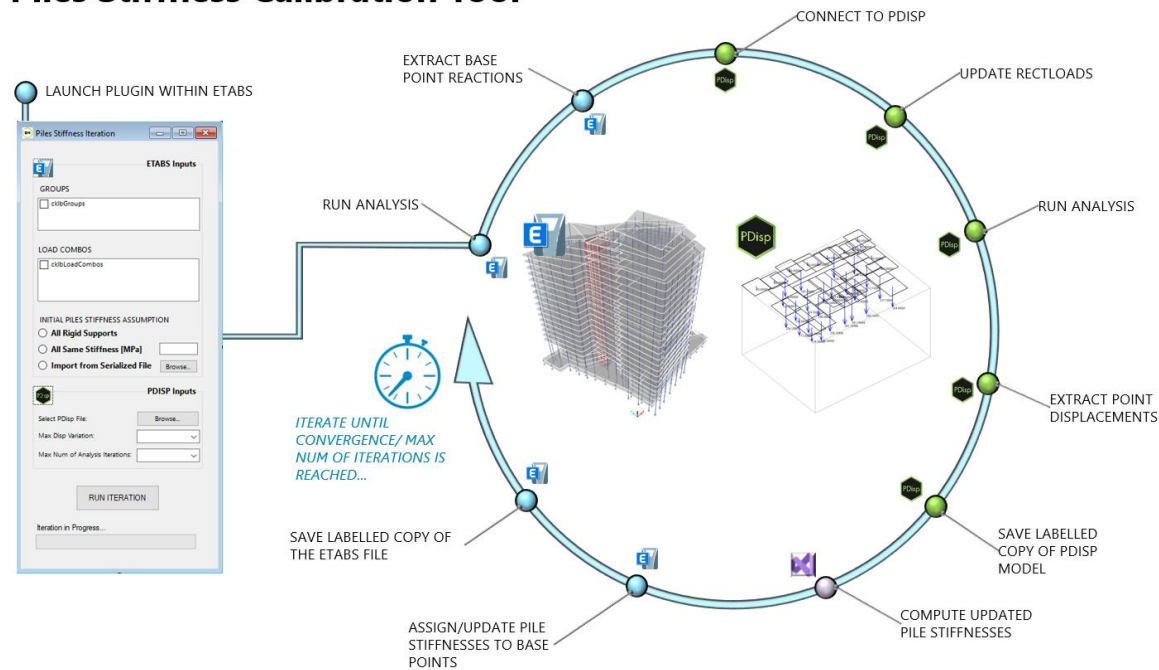 Piles Stiffness Calibration Tool
LAUNCH PLUGIN WITHIN ETABS
Piles Stiffness Iteration
ETABS Inputs
GROUPS
cklbGroups
LOAD COMBOS
cklbLoadCombos
INITIAL PILES STIFFNESS ASSUMPTION
All Rigid Supports
All Same Stiffness [MPa]
Import from Serialized File
Browse...
PDISP Inputs
Select PDisp File:
Browse...
Max Disp Variation:
Max Num of Analysis Iterations:
RUN ITERATION
Iteration in Progress...
RUN ANALYSIS
EXTRACT BASE
POINT REACTIONS
CONNECT TO PDISP
PDisp
UPDATE RECTLOADS
PDisp
RUN ANALYSIS
PDisp
EXTRACT POINT
DISPLACEMENTS
PDisp
SAVE LABELLED
COPY OF PDISP
MODEL
PDisp
COMPUTE UPDATED
PILE STIFFNESSES
ASSIGN/UPDATE PILE
STIFFNESSES TO BASE
POINTS
SAVE LABELLED COPY OF
THE ETABS FILE
ITERATE UNTIL
CONVERGENCE/ MAX
NUM OF ITERATIONS IS
REACHED...
E
PDisp